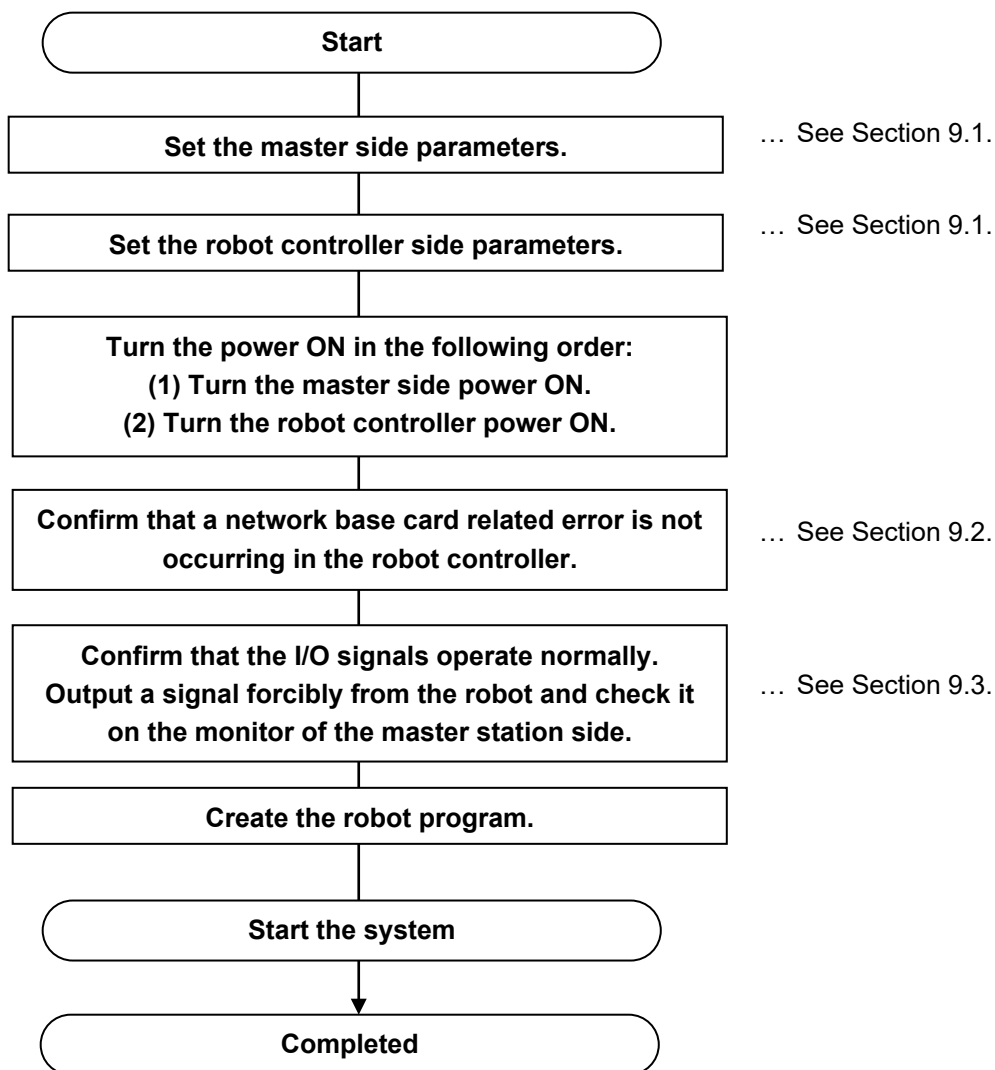 Start
Set the master side parameters.
… See Section 9.1.
Set the robot controller side parameters.
… See Section 9.1.
Turn the power ON in the following order:
(1) Turn the master side power ON.
(2) Turn the robot controller power ON.
Confirm that a network base card related error is not
occurring in the robot controller.
… See Section 9.2.
Confirm that the I/O signals operate normally.
Output a signal forcibly from the robot and check it
on the monitor of the master station side.
… See Section 9.3.
Create the robot program.
Start the system
Completed